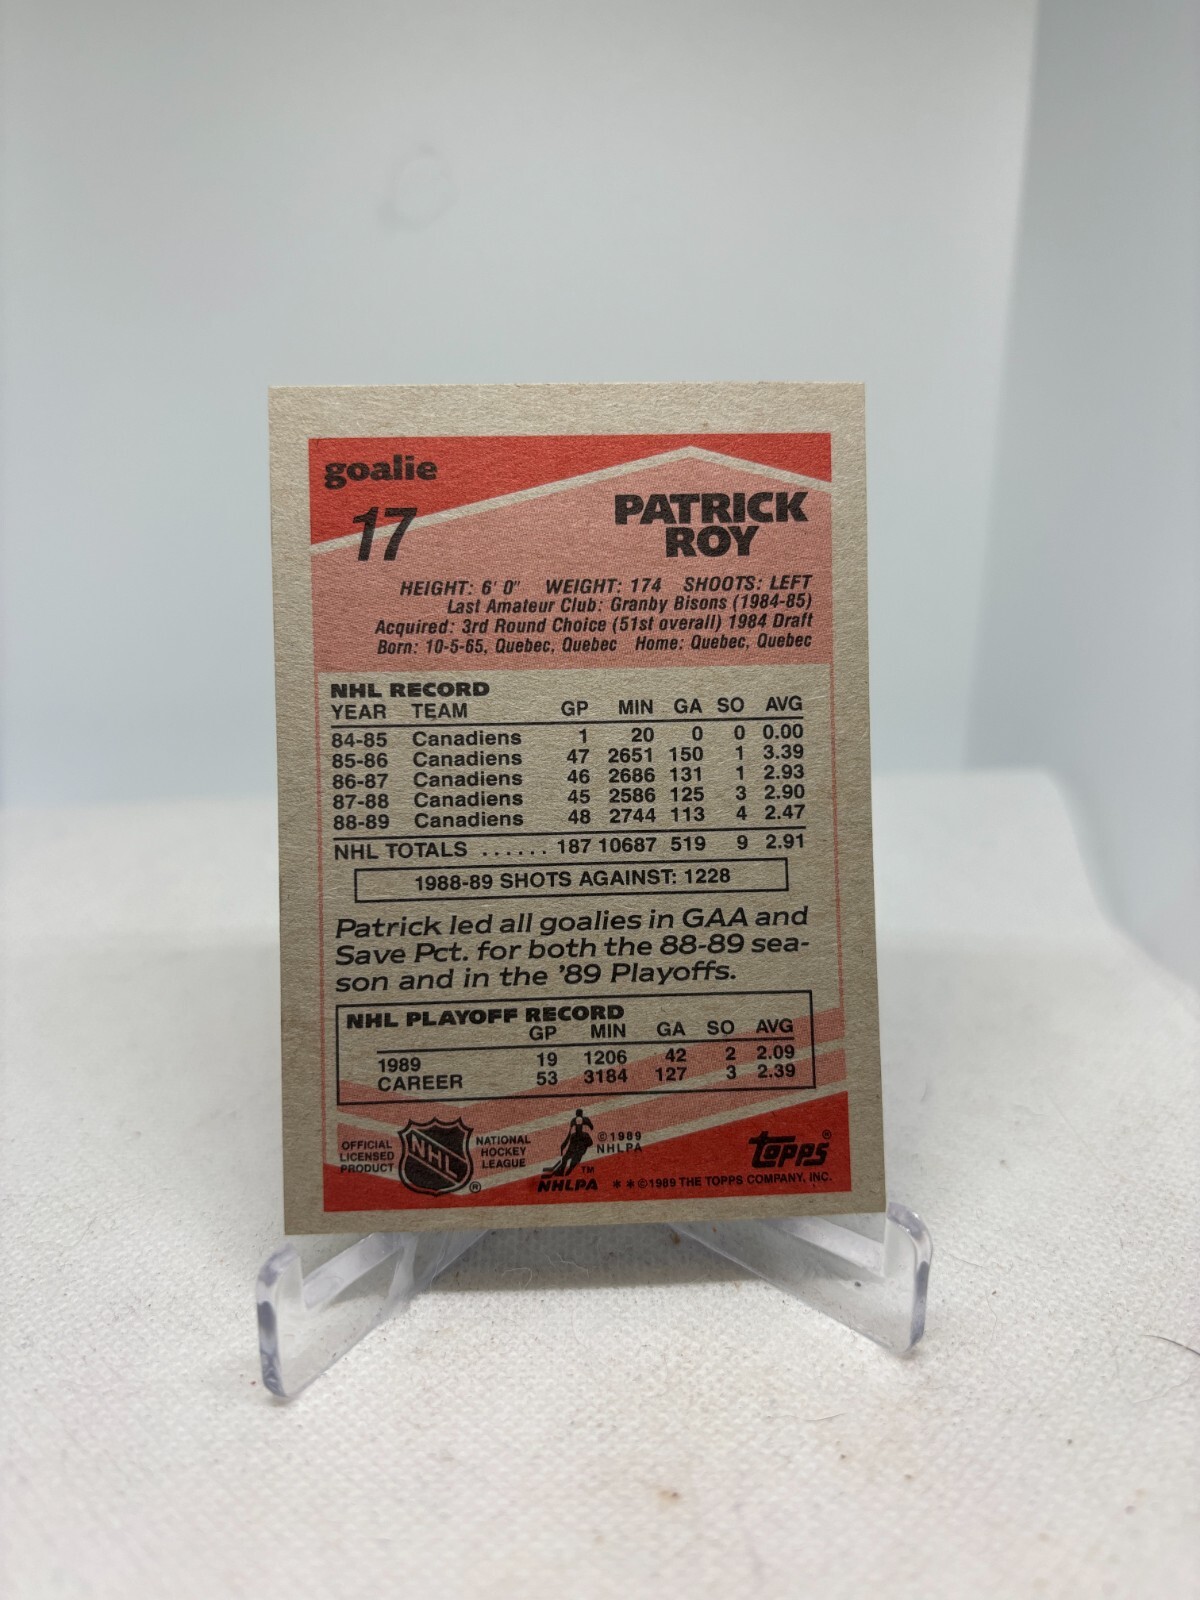 goalie
17
PATRICK
ROY
HEIGHT: 6' 0" WEIGHT: 174 SHOOTS: LEFT
Last Amateur Club: Granby Bisons (1984-85)
Acquired: 3rd Round Choice (51st overall) 1984 Draft
Born: 10-5-65, Quebec, Quebec Home: Quebec, Quebec
NHL RECORD
YEAR TEAM GP MIN GA SO AVG
84-85 Canadiens 1 20 0 0 0.00
85-86 Canadiens 47 2651 150 1 3.39
86-87 Canadiens 46 2686 131 1 2.93
87-88 Canadiens 45 2586 125 3 2.90
88-89 Canadiens 48 2744 113 4 2.47
NHL TOTALS ...... 187 10687 519 9 2.91
1988-89 SHOTS AGAINST: 1228
Patrick led all goalies in GAA and
Save Pct. for both the 88-89 sea-
son and in the '89 Playoffs.
NHL PLAYOFF RECORD
GP MIN GA SO AVG
1989 19 1206 42 2 2.09
CAREER 53 3184 127 3 2.39
OFFICIAL
LICENSED
PRODUCT
NHL
®
NATIONAL
HOCKEY
LEAGUE
TM
NHLPA
©1989
NHLPA
topps®
* * ©1989 THE TOPPS COMPANY, INC.